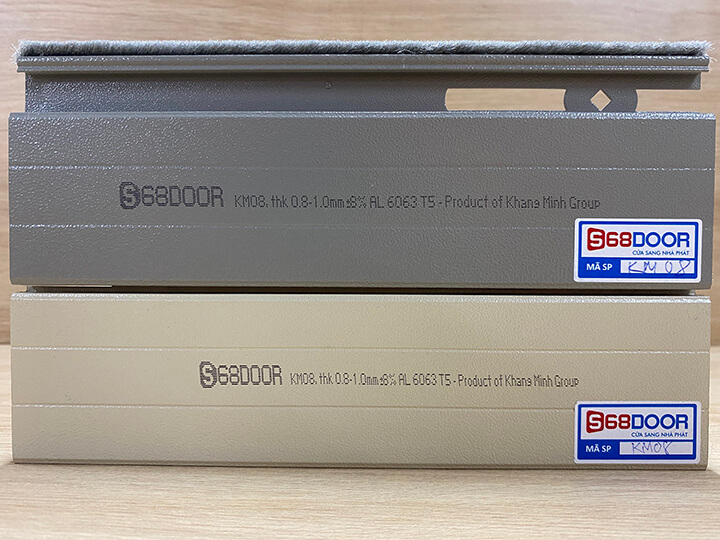 S68DOOR KM08. thk 0.8-1.0mm±8% AL 6063 T5 - Product of Khang Minh Group
S68DOOR
CỬA SANG NHÀ PHÁT
MÃ SP KM 08
S68DOOR KM08. thk 0.8-1.0mm±8% AL 6063 T5 - Product of Khang Minh Group
S68DOOR
CỬA SANG NHÀ PHÁT
MÃ SP KM08